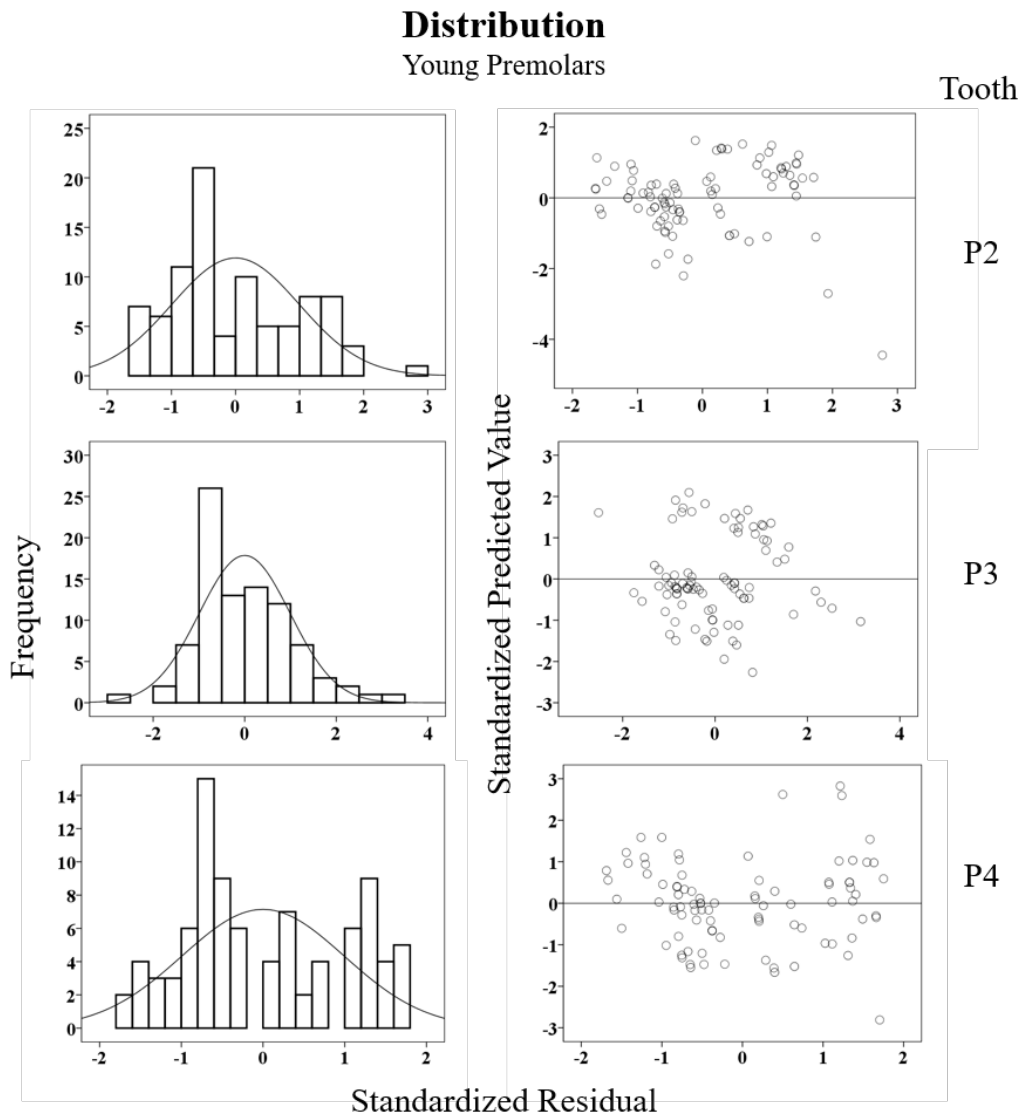 Distribution
Young Premolars
Tooth
25
20
15
10
5
0
-2 -1 0 1 2 3
2
0
-2
-4
-2 -1 0 1 2 3
P2
30
25
20
15
10
5
0
-2 0 2 4
3
2
1
0
-1
-2
-3
-2 0 2 4
P3
Frequency
Standardized Predicted Value
14
12
10
8
6
4
2
0
-2 -1 0 1 2
3
2
1
0
-1
-2
-3
-2 -1 0 1 2
P4
Standardized Residual